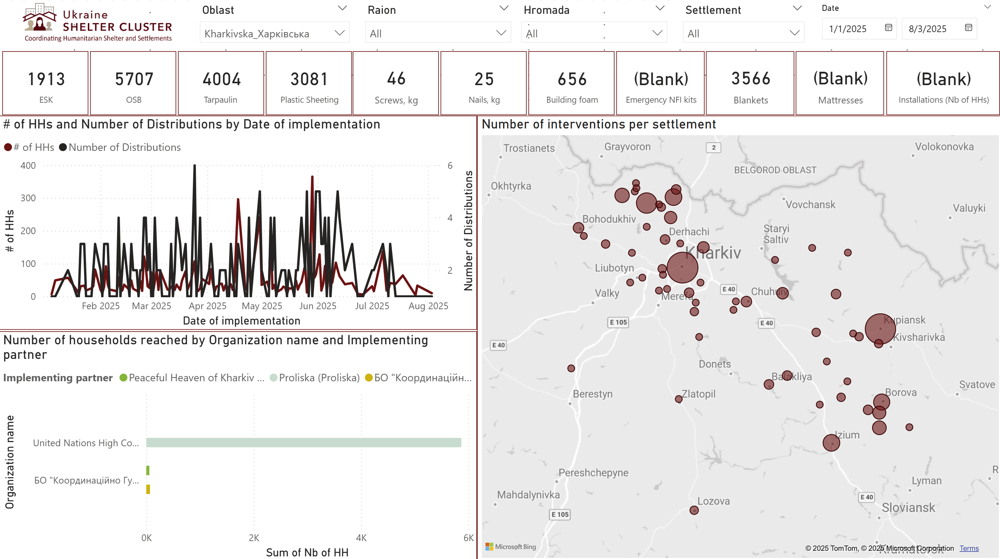 Ukraine
SHELTER CLUSTER
Coordinating Humanitarian Shelter and Settlements
Oblast
Kharkivska_Харківська
Raion
All
Hromada
All
Settlement
All
Date
1/1/2025
8/3/2025
1913
ESK
5707
OSB
4004
Tarpaulin
3081
Plastic Sheeting
46
Screws, kg
25
Nails, kg
656
Building foam
(Blank)
Emergency NFI kits
3566
Blankets
(Blank)
Mattresses
(Blank)
Installations (Nb of HHs)
# of HHs and Number of Distributions by Date of implementation
# of HHs Number of Distributions
# of HHs
400
300
200
100
0
6
4
2
Number of Distributions
Feb 2025 Mar 2025 Apr 2025 May 2025 Jun 2025 Jul 2025 Aug 2025
Date of implementation
Number of households reached by Organization name and Implementing
partner
Implementing partner Peaceful Heaven of Kharkiv ... Proliska (Proliska) БО "Координаційн...
Organization name
United Nations High Co...
БО "Координаційно Гу...
0K 2K 4K 6K
Sum of Nb of HH
Number of interventions per settlement
Trostianets
Grayvoron
2
Volokonovka
BELGOROD OBLAST
Okhtyrka
Vovchansk
Valuyki
Bohodukhiv
Derhachi
Staryi
Saltiv
Kharkiv
Liubotyn
Valky
Merefa
E 40
Chuhuiv
E 105
E 40
Kupiansk
Kivsharivka
E 40
Donets
Balakliya
Svatove
Berestyn
Zlatopil
Borova
Izium
Pereshchepyne
R
Lyman
Mahdalynivka
Lozova
E 40
Sloviansk
E 105
Kramatorsk
Microsoft Bing
© 2025 TomTom, © 2025 Microsoft Corporation Terms